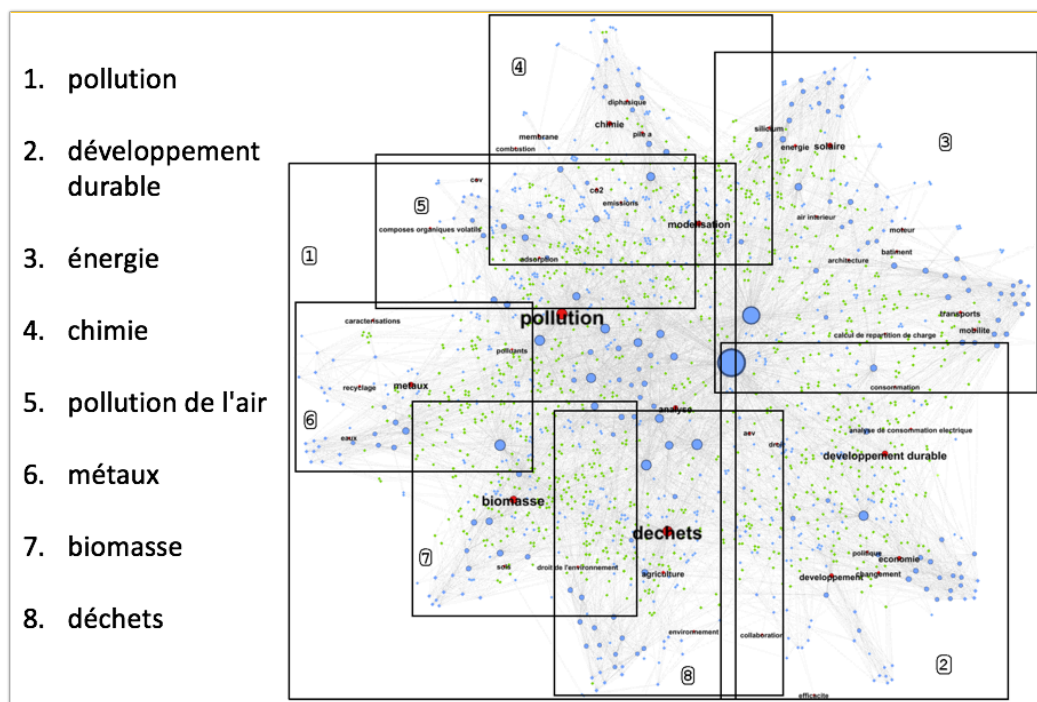 1. pollution
2. développement
durable
3. énergie
4. chimie
5. pollution de l'air
6. métaux
7. biomasse
8. déchets
4
diphasique
chimie
pile a
membrane
combustion
silicium
energie
solaire
3
cov
co2
emissions
5
composes organiques volatils
modelisation
air interieur
moteur
batiment
1
adsorption
architecture
pollution
transports
mobilite
caracterisations
calcul de repartition de charge
polluants
recyclage
metaux
consommation
analyse
6
eaux
acv
droit
analyse de consommation electrique
developpement durable
biomasse
dechets
7
sols
droit de l'environnement
agriculture
politique
economie
developpement
changement
environnement
collaboration
8
2
efficacite